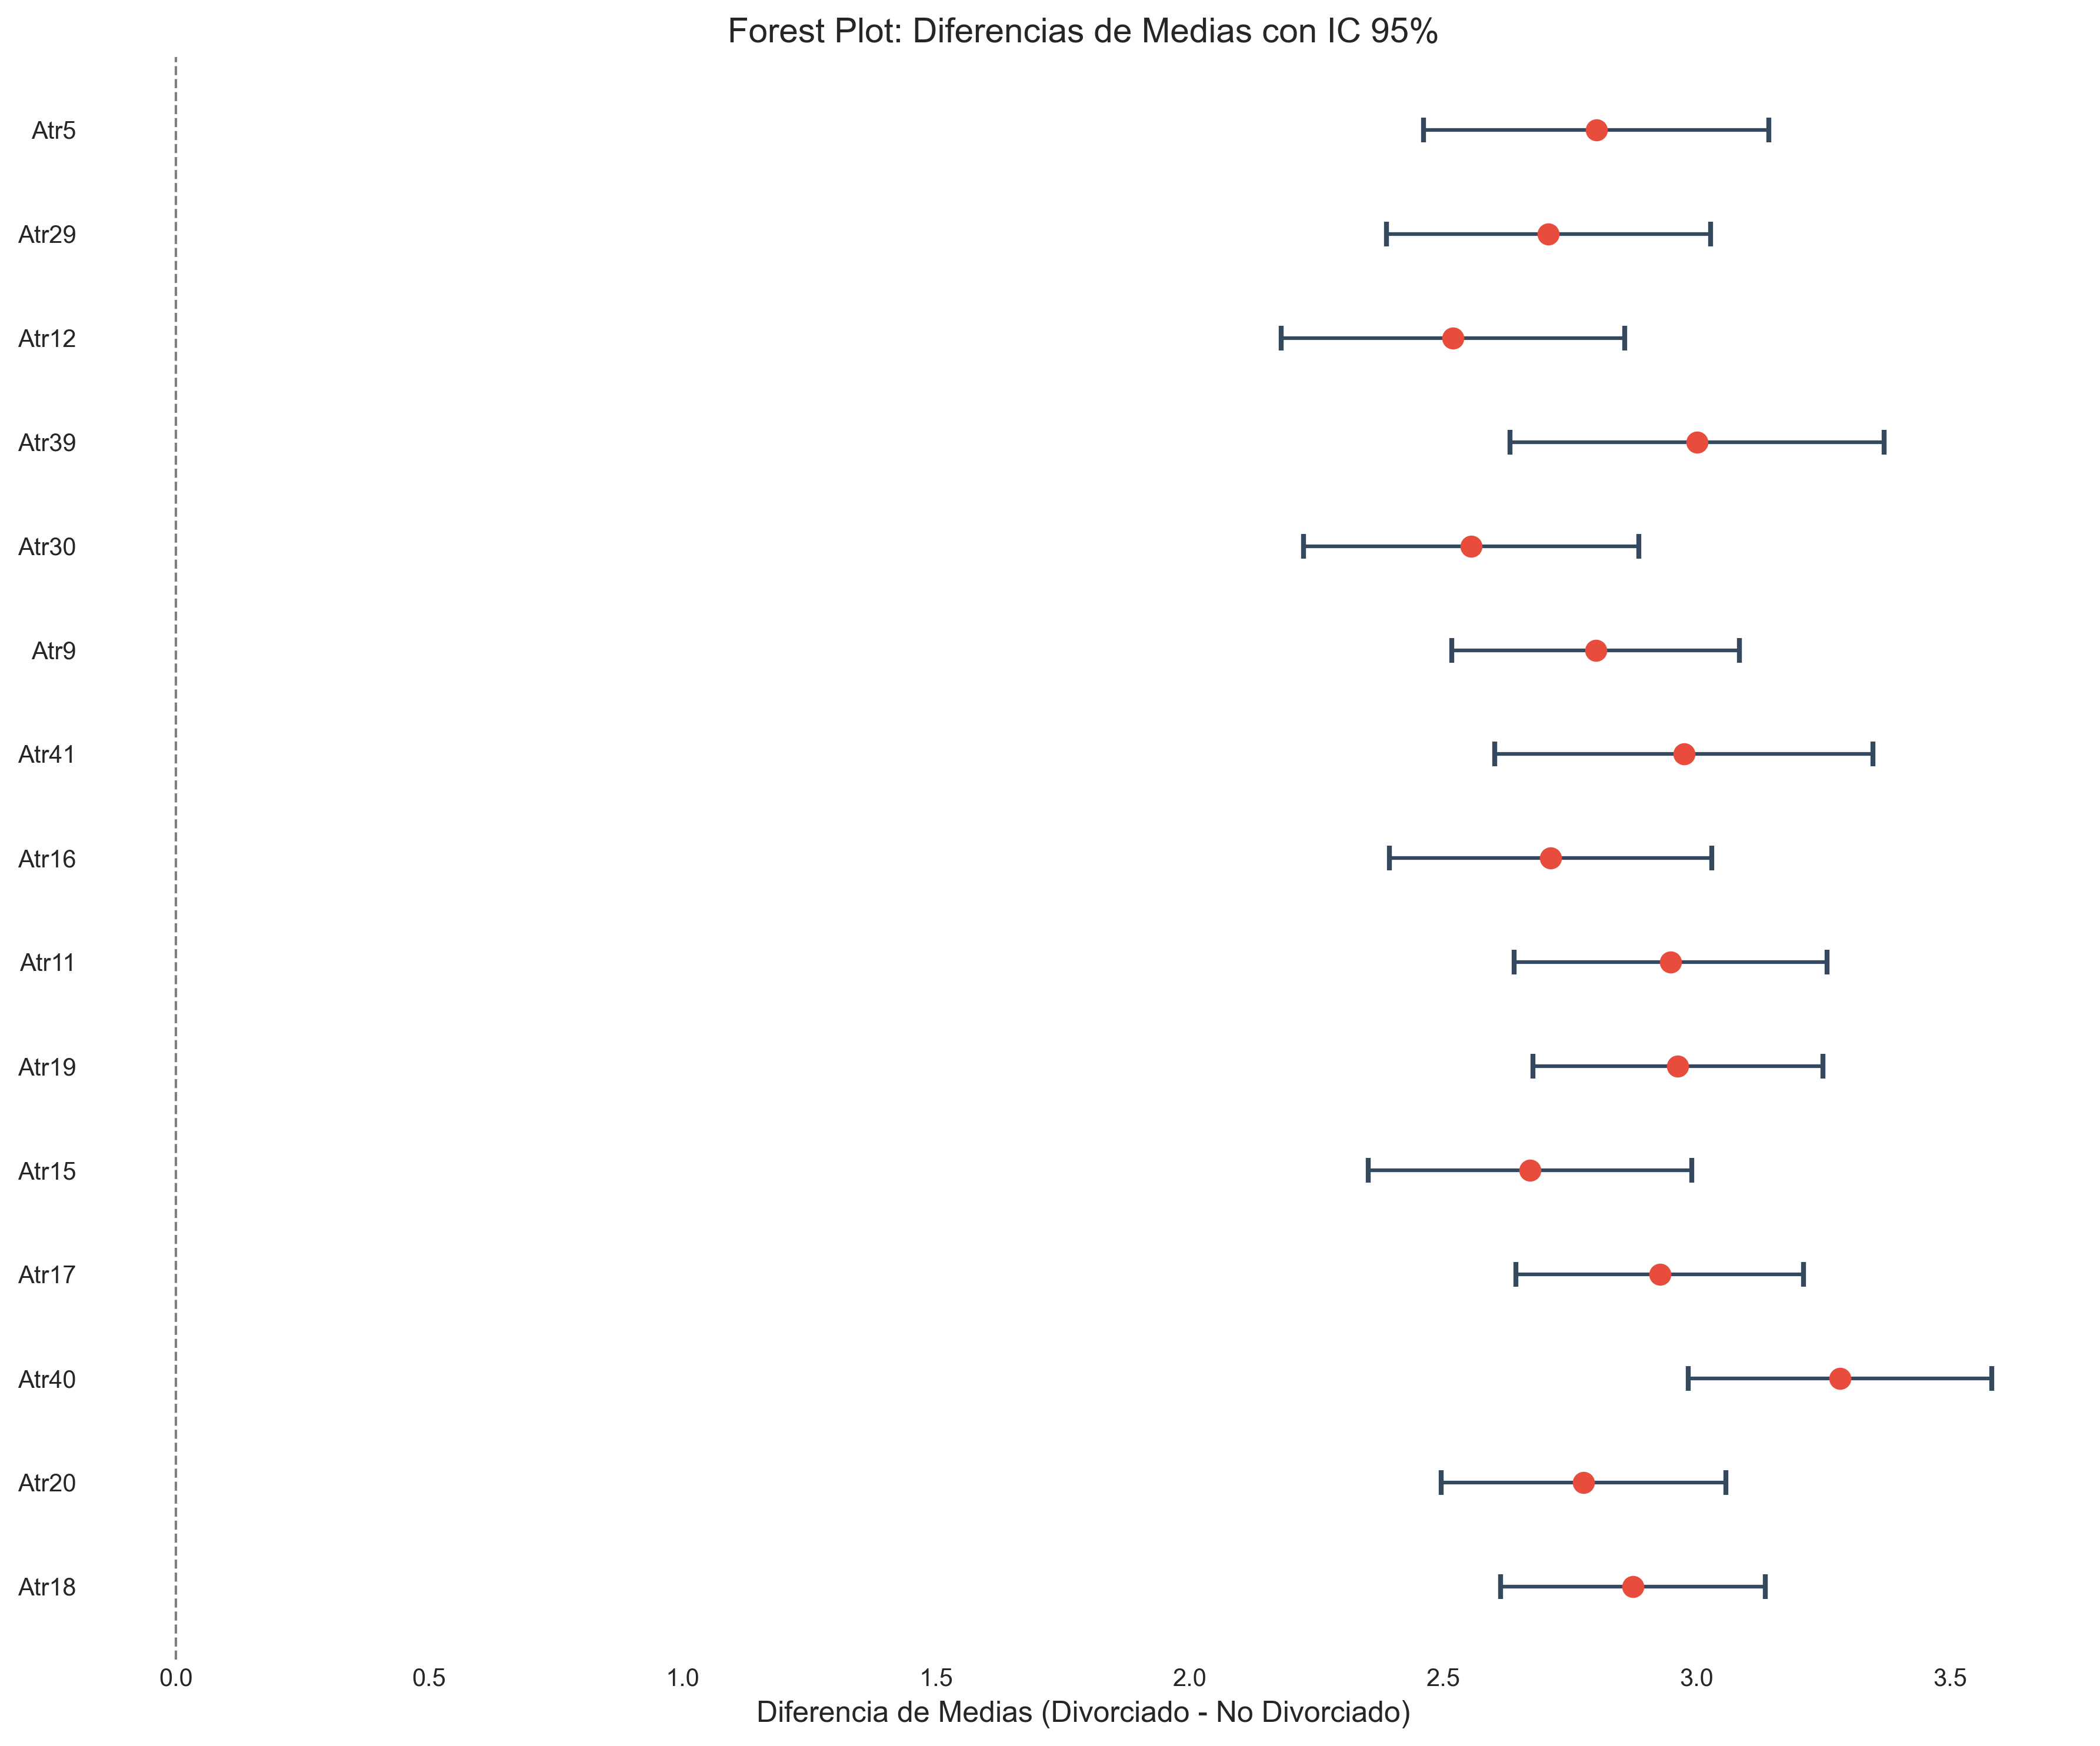 Forest Plot: Diferencias de Medias con IC 95%
Atr5
Atr29
Atr12
Atr39
Atr30
Atr9
Atr41
Atr16
Atr11
Atr19
Atr15
Atr17
Atr40
Atr20
Atr18
0.0 0.5 1.0 1.5 2.0 2.5 3.0 3.5
Diferencia de Medias (Divorciado - No Divorciado)